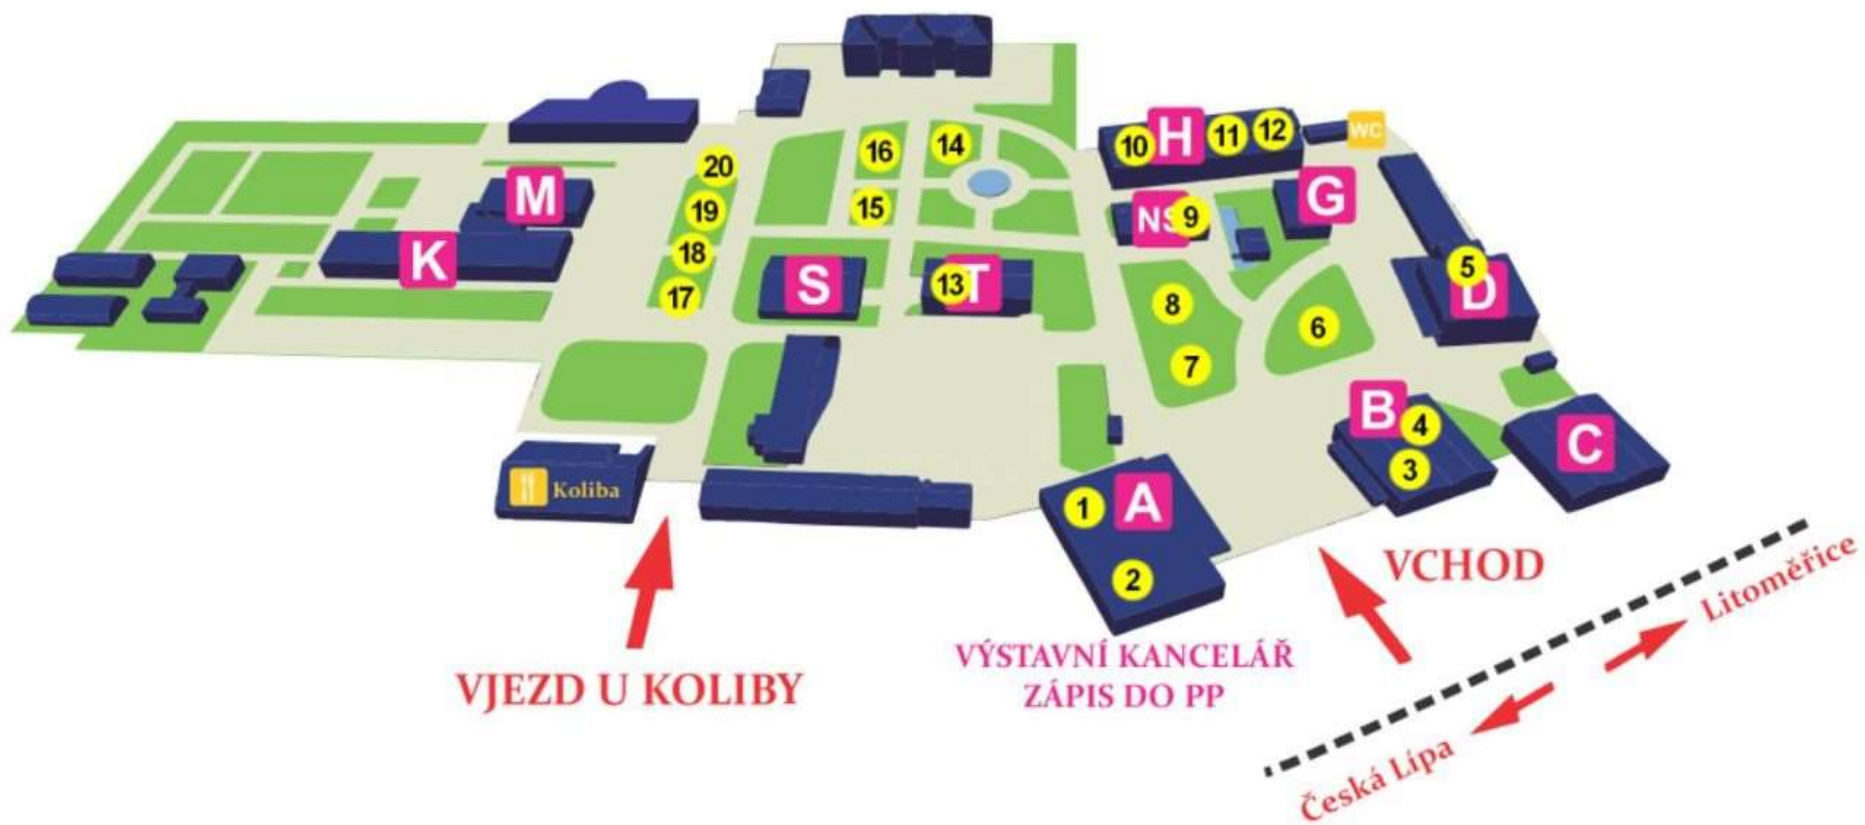 10
H
11
12
WC
16
14
20
M
NS
9
G
19
15
18
K
S
13
T
5
D
17
8
6
7
B
4
3
C
Koliba
1
A
2
VCHOD
Litoměřice
VÝSTAVNÍ KANCELÁŘ
ZÁPIS DO PP
VJEZD U KOLIBY
Česká Lípa